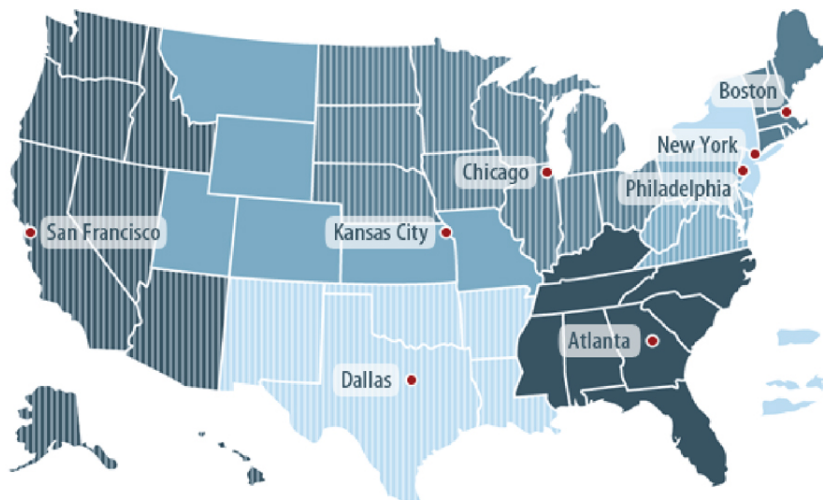 Boston
New York
Chicago
Philadelphia
San Francisco
Kansas City
Atlanta
Dallas